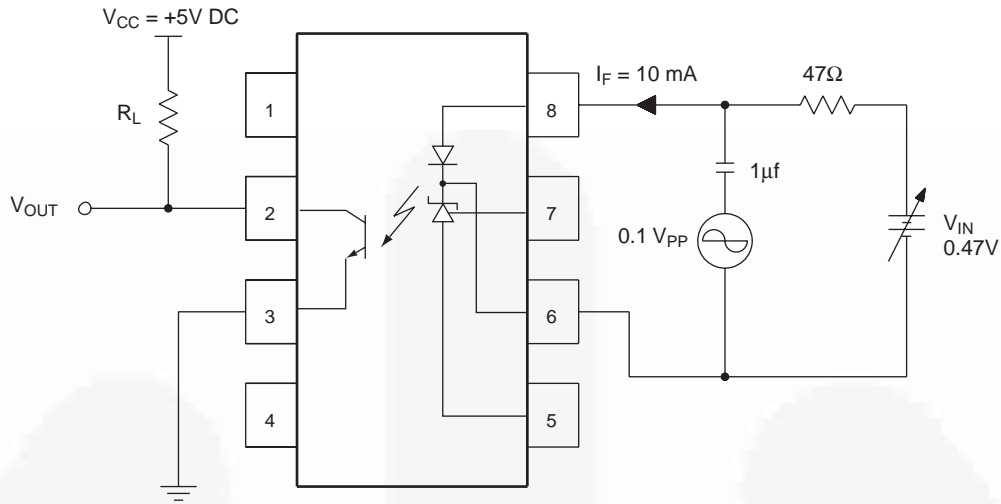 V_CC = +5V DC
R_L
V_OUT
1
2
3
4
8
7
6
5
I_F = 10 mA
47Ω
1μf
0.1 V_PP
V_IN
0.47V